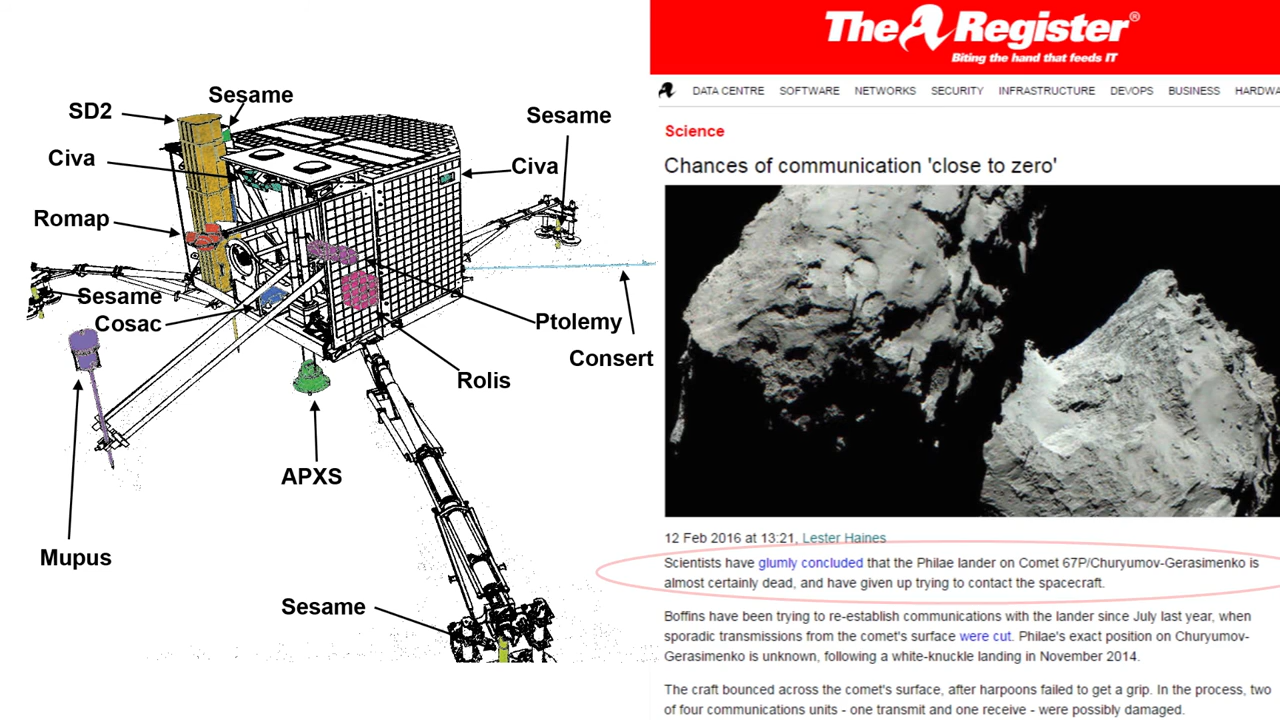 Sesame
SD2
Sesame
Civa
Civa
Romap
Sesame
Cosac
Ptolemy
Consert
Rolis
APXS
Mupus
Sesame
The Register®
Biting the hand that feeds IT
DATA CENTRE SOFTWARE NETWORKS SECURITY INFRASTRUCTURE DEVOPS BUSINESS HARDWA
Science
Chances of communication 'close to zero'
12 Feb 2016 at 13:21, Lester Haines
Scientists have glumly concluded that the Philae lander on Comet 67P/Churyumov-Gerasimenko is
almost certainly dead, and have given up trying to contact the spacecraft.
Boffins have been trying to re-establish communications with the lander since July last year, when
sporadic transmissions from the comet's surface were cut. Philae's exact position on Churyumov-
Gerasimenko is unknown, following a white-knuckle landing in November 2014.
The craft bounced across the comet's surface, after harpoons failed to get a grip. In the process, two
of four communications units - one transmit and one receive - were possibly damaged.